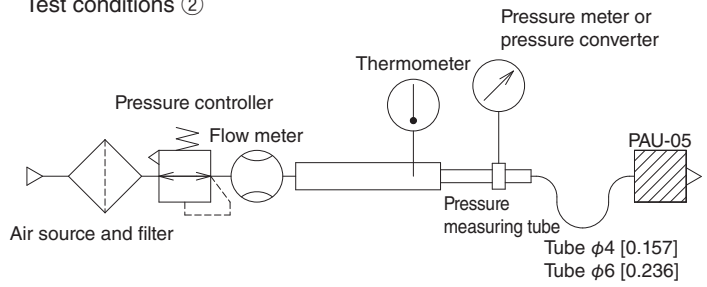 Test conditions ②
Pressure meter or
pressure converter
Thermometer
Pressure controller
Flow meter
PAU-05
Air source and filter
Pressure
measuring tube
Tube ϕ4 [0.157]
Tube ϕ6 [0.236]